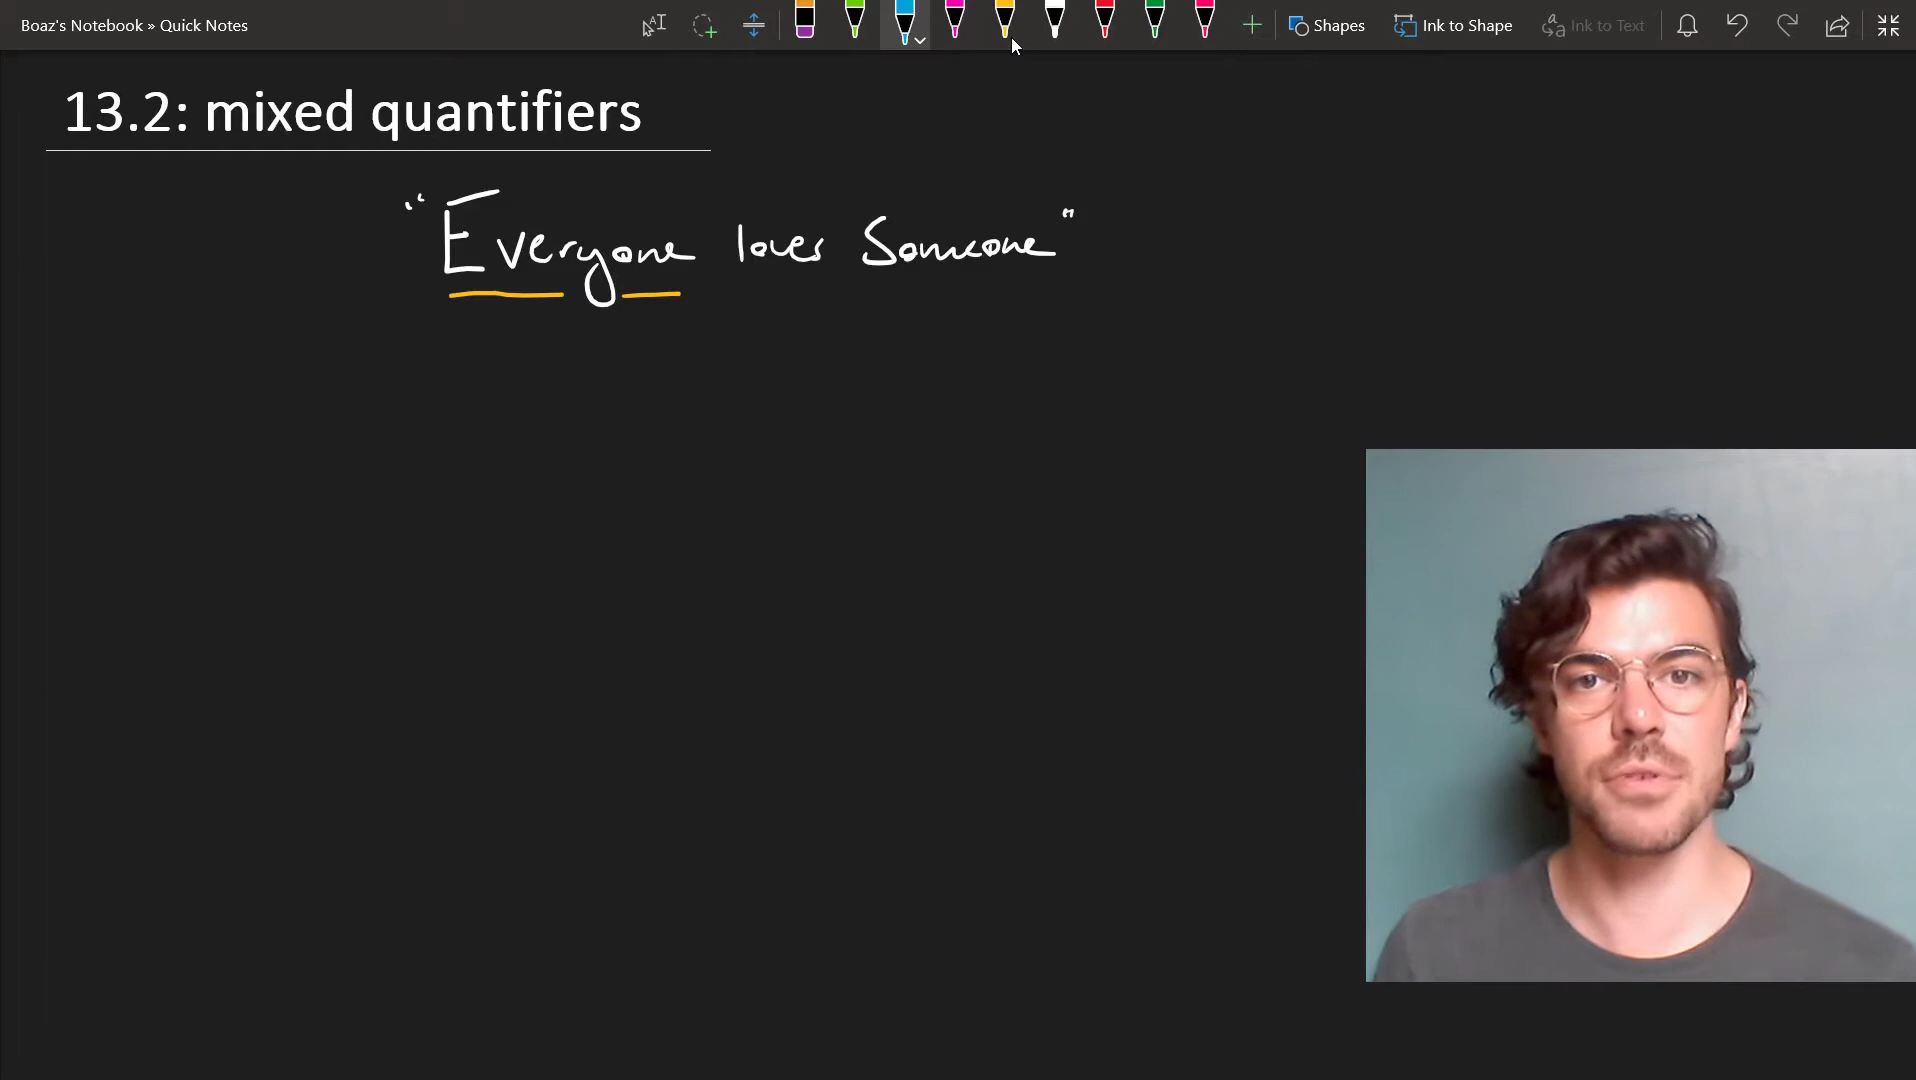 Boaz's Notebook » Quick Notes
Shapes
Ink to Shape
Ink to Text
13.2: mixed quantifiers
"Everyone loves Someone"